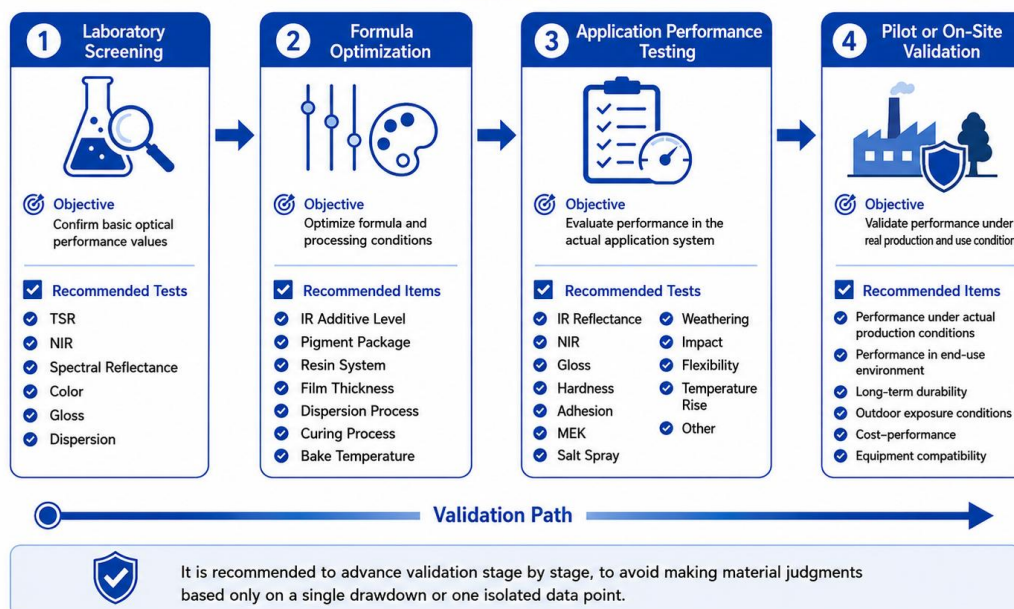 1
Laboratory
Screening
Objective
Confirm basic optical
performance values
Recommended Tests
TSR
NIR
Spectral Reflectance
Color
Gloss
Dispersion
2
Formula
Optimization
Objective
Optimize formula and
processing conditions
Recommended Items
IR Additive Level
Pigment Package
Resin System
Film Thickness
Dispersion Process
Curing Process
Bake Temperature
3
Application Performance
Testing
Objective
Evaluate performance in the
actual application system
Recommended Tests
IR Reflectance
NIR
Gloss
Hardness
Adhesion
MEK
Salt Spray
Weathering
Impact
Flexibility
Temperature
Rise
Other
4
Pilot or On-Site
Validation
Objective
Validate performance under
real production and use condition
Recommended Items
Performance under actual
production conditions
Performance in end-use
environment
Long-term durability
Outdoor exposure conditions
Cost-performance
Equipment compatibility
Validation Path
It is recommended to advance validation stage by stage, to avoid making material judgments
based only on a single drawdown or one isolated data point.